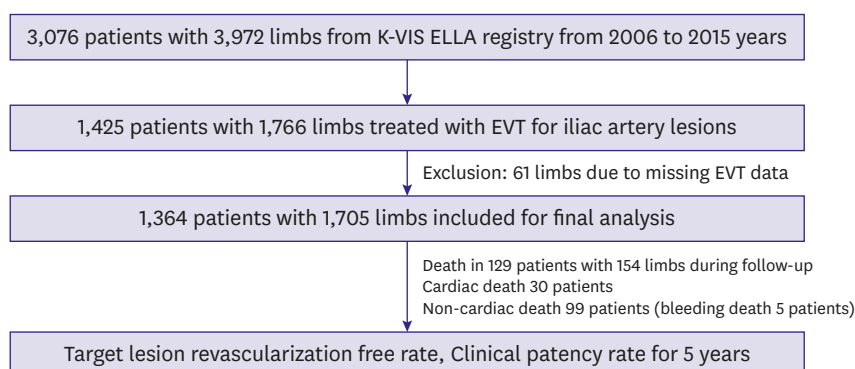 3,076 patients with 3,972 limbs from K-VIS ELLA registry from 2006 to 2015 years
1,425 patients with 1,766 limbs treated with EVT for iliac artery lesions
Exclusion: 61 limbs due to missing EVT data
1,364 patients with 1,705 limbs included for final analysis
Death in 129 patients with 154 limbs during follow-up
Cardiac death 30 patients
Non-cardiac death 99 patients (bleeding death 5 patients)
Target lesion revascularization free rate, Clinical patency rate for 5 years